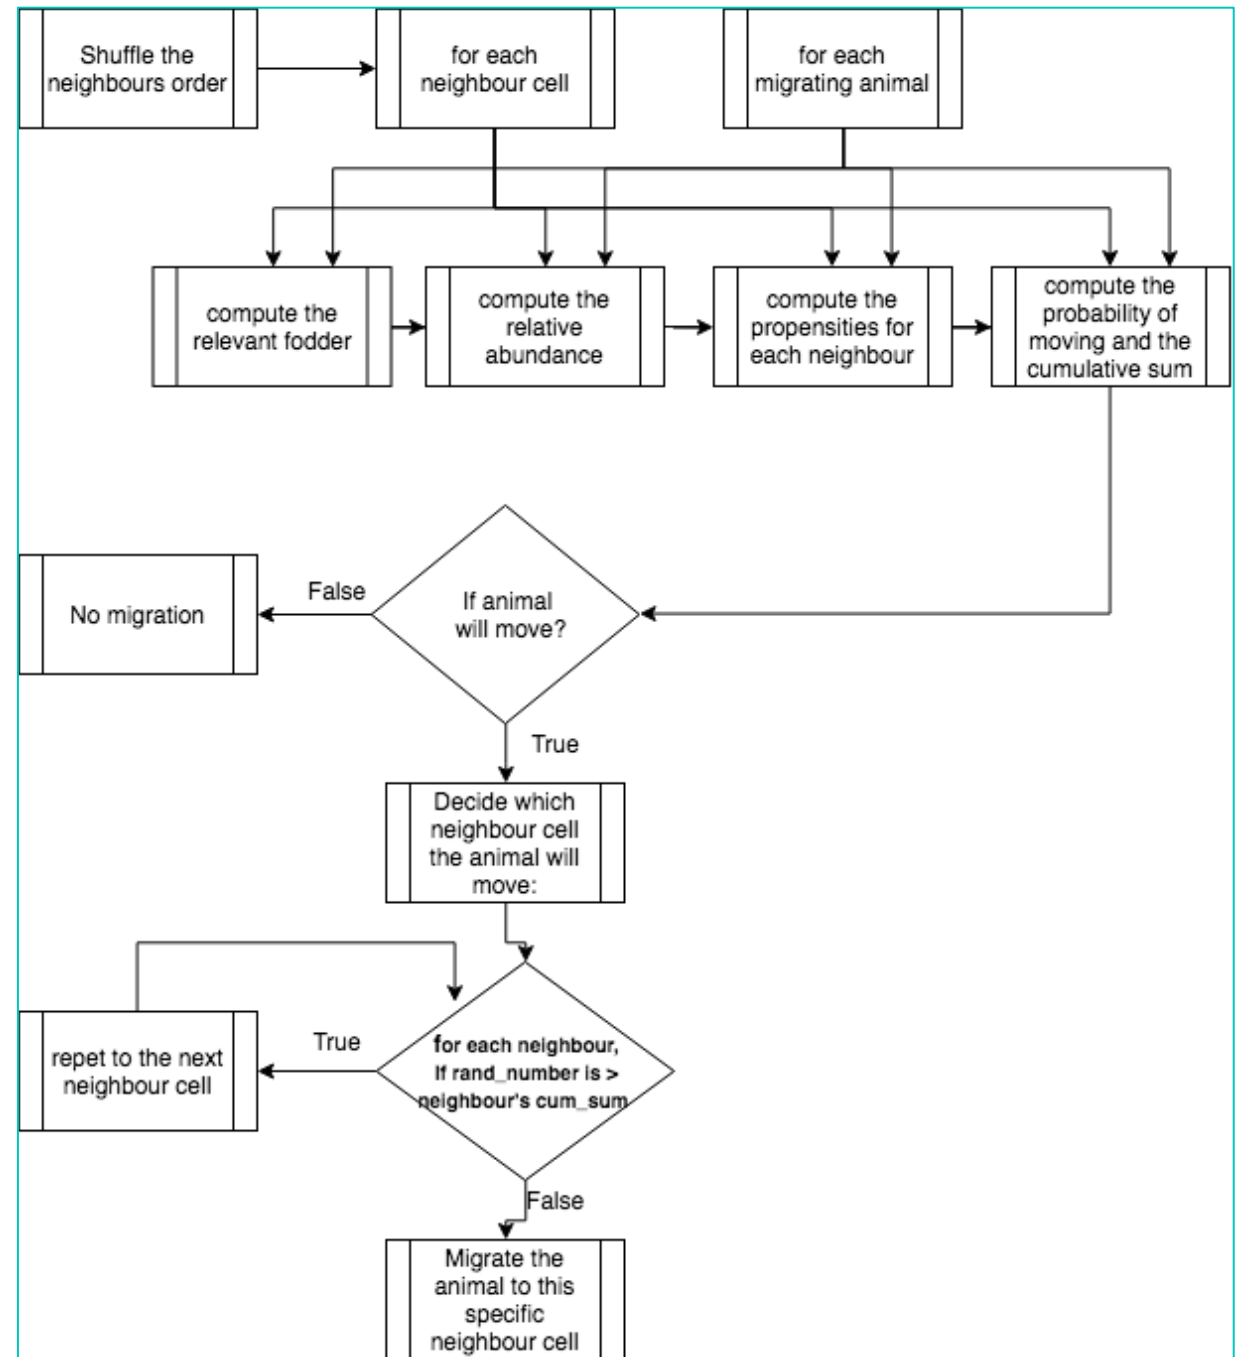 Shuffle the
neighbours order
for each
neighbour cell
for each
migrating animal
compute the
relevant fodder
compute the
relative
abundance
compute the
propensities for
each neighbour
compute the
probability of
moving and the
cumulative sum
If animal
will move?
False
No migration
True
Decide which
neighbour cell
the animal will
move:
for each neighbour,
If rand_number is >
neighbour's cum_sum
True
repet to the next
neighbour cell
False
Migrate the
animal to this
specific
neighbour cell